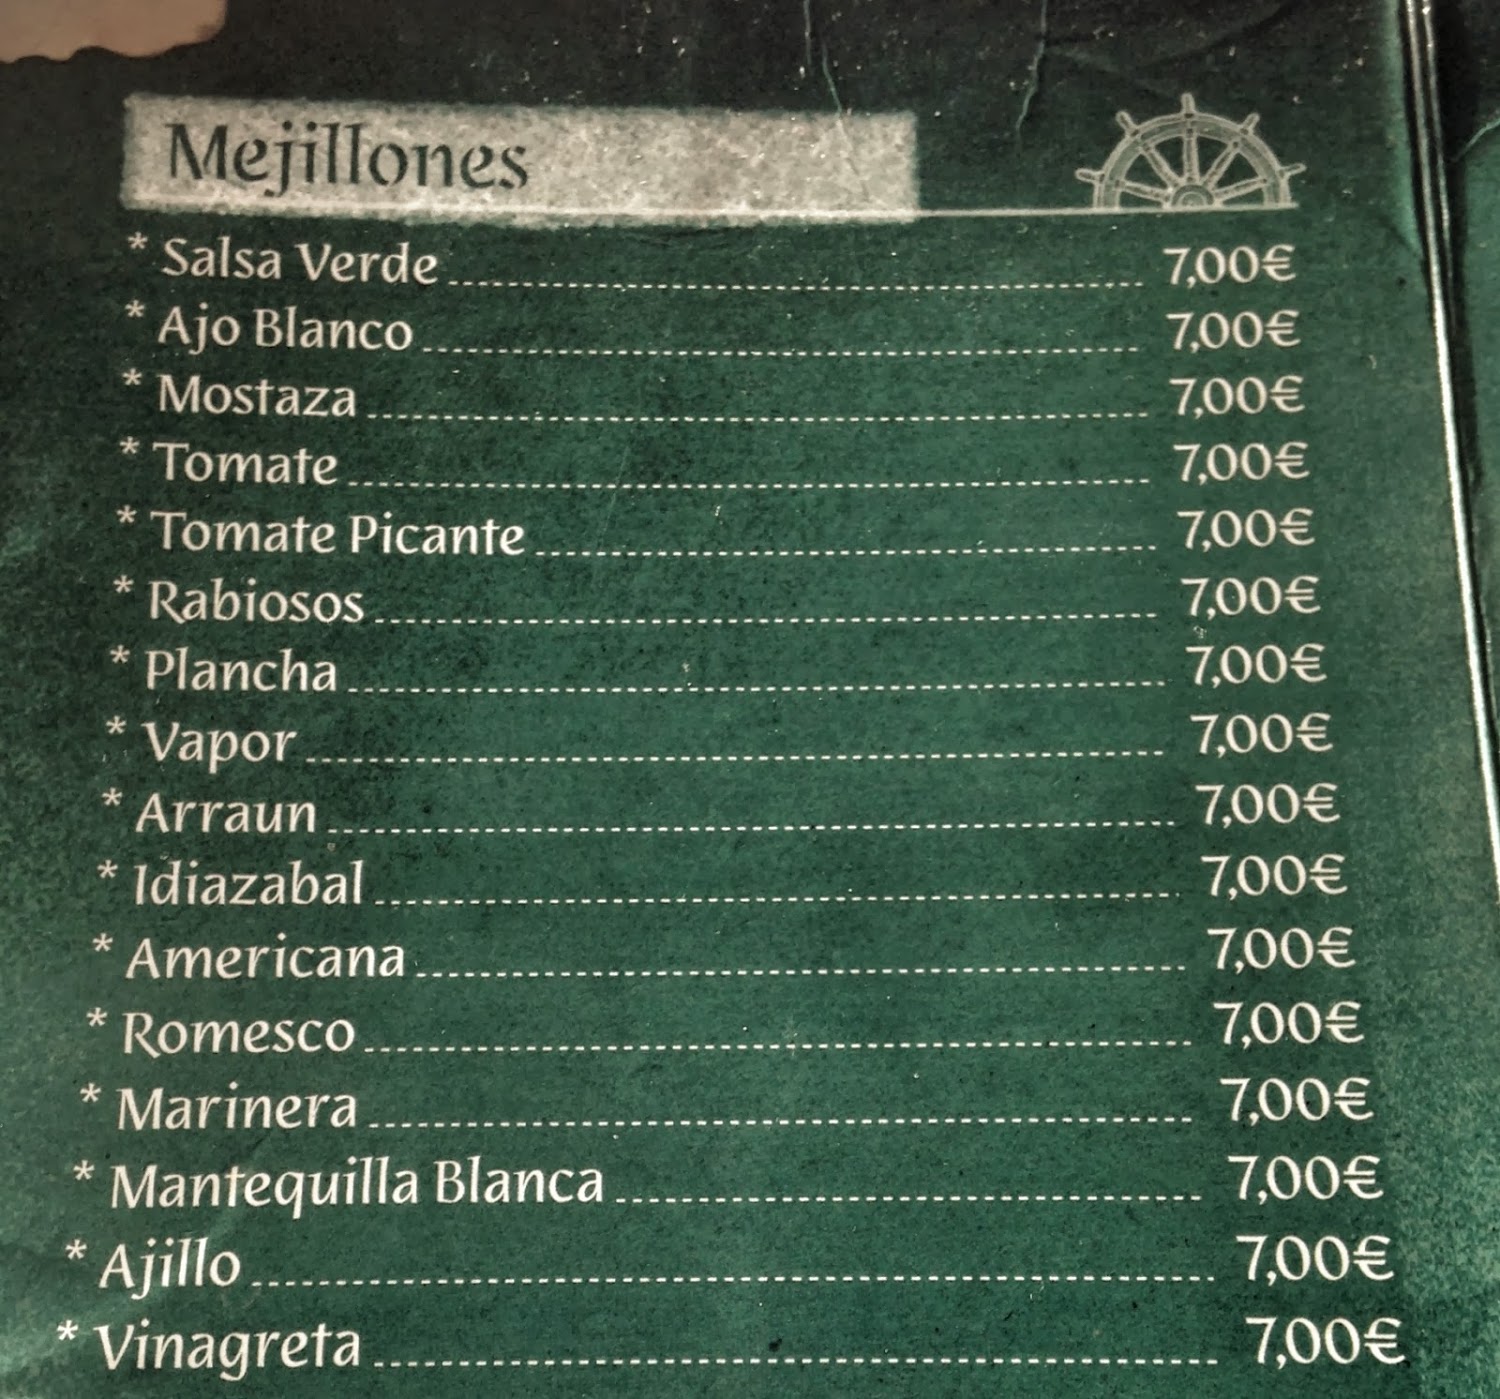 Mejillones
* Salsa Verde 7,00€
* Ajo Blanco 7,00€
* Mostaza 7,00€
* Tomate 7,00€
* Tomate Picante 7,00€
* Rabiosos 7,00€
* Plancha 7,00€
* Vapor 7,00€
* Arraun 7,00€
* Idiazabal 7,00€
* Americana 7,00€
* Romesco 7,00€
* Marinera 7,00€
* Mantequilla Blanca 7,00€
* Ajillo 7,00€
* Vinagreta 7,00€